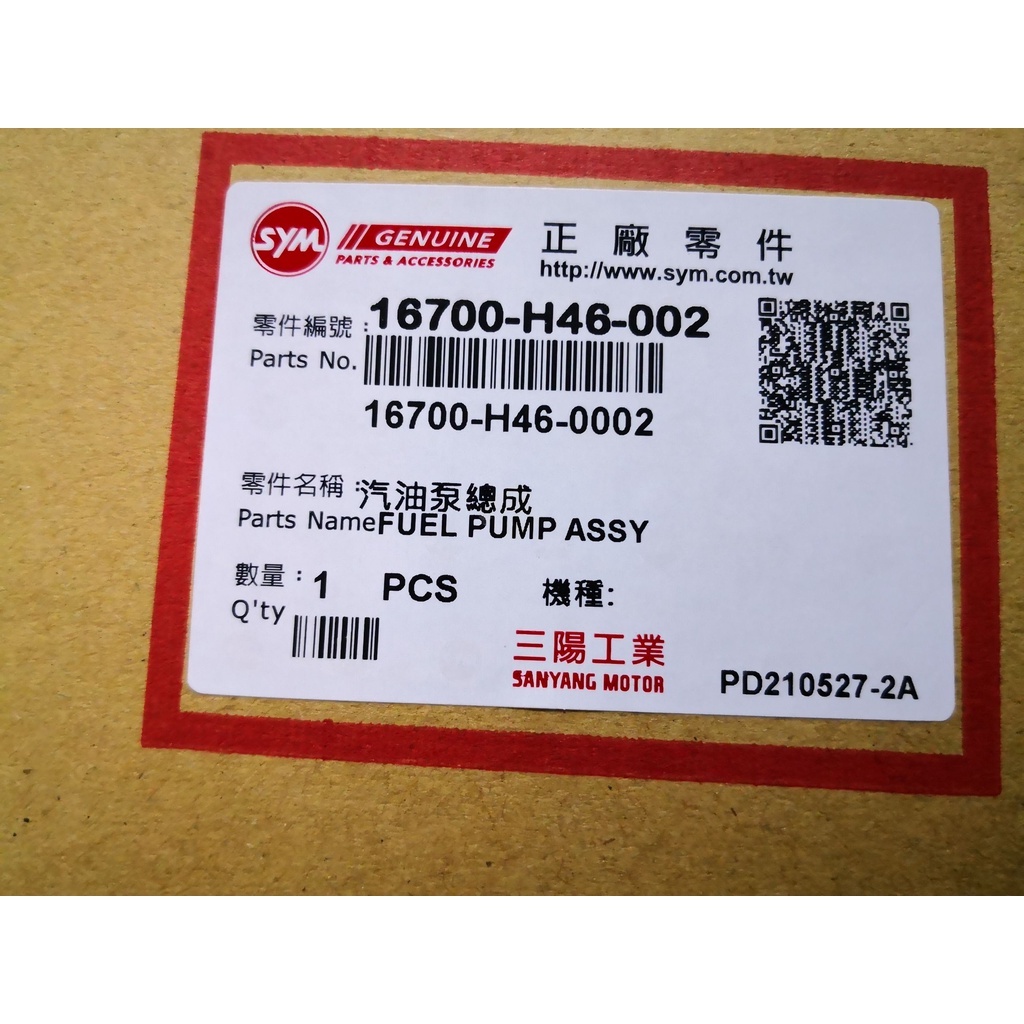 SYM GENUINE 正廠零件
PARTS & ACCESSORIES http://www.sym.com.tw
零件編號：16700-H46-002
Parts No.
16700-H46-0002
零件名稱：汽油泵總成
Parts Name FUEL PUMP ASSY
數量：1 PCS 機種:
Q'ty
三陽工業
SANYANG MOTOR PD210527-2A